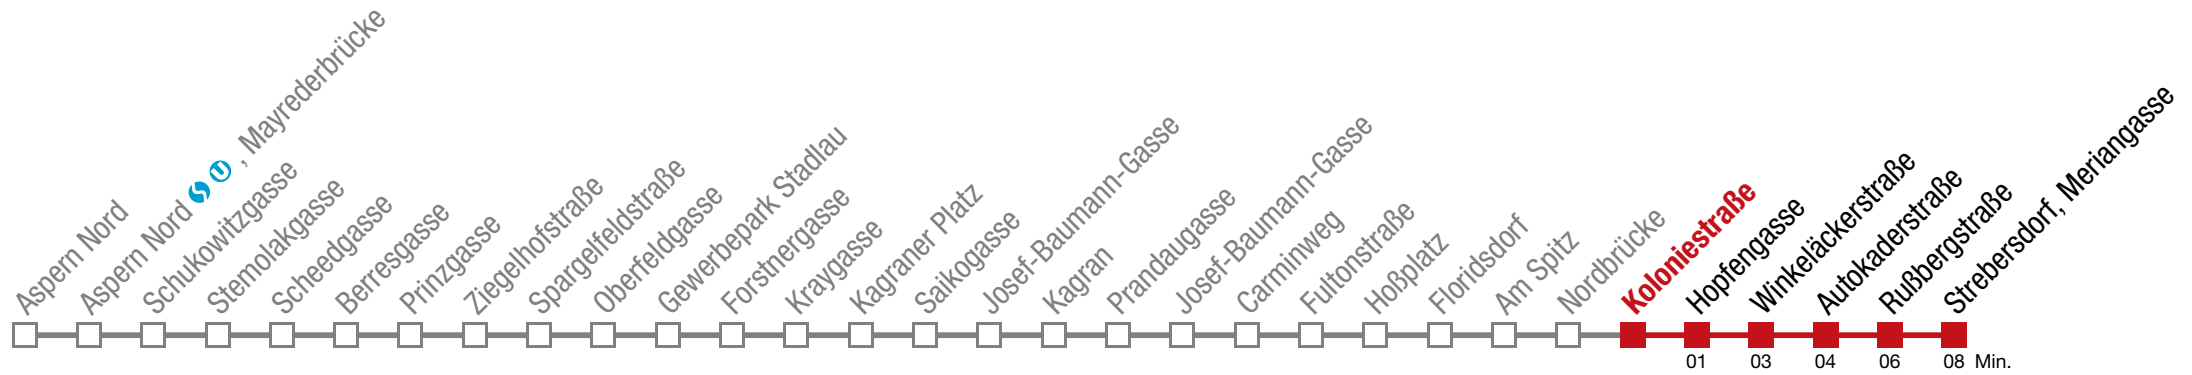 Aspern Nord
Aspern Nord S U , Mayrederbrücke
Schukowitzgasse
Stemolakgasse
Scheedgasse
Berresgasse
Prinzgasse
Ziegelhofstraße
Spargelfeldstraße
Oberfeldgasse
Gewerbepark Stadlau
Forstnergasse
Kraygasse
Kagraner Platz
Saikogasse
Josef-Baumann-Gasse
Kagran
Prandaugasse
Josef-Baumann-Gasse
Carminweg
Fultonstraße
Hoßplatz
Floridsdorf
Am Spitz
Nordbrücke
Koloniestraße
Hopfengasse
Winkeläckerstraße
Autokaderstraße
Rußbergstraße
Strebersdorf, Meriangasse
01 03 04 06 08 Min.